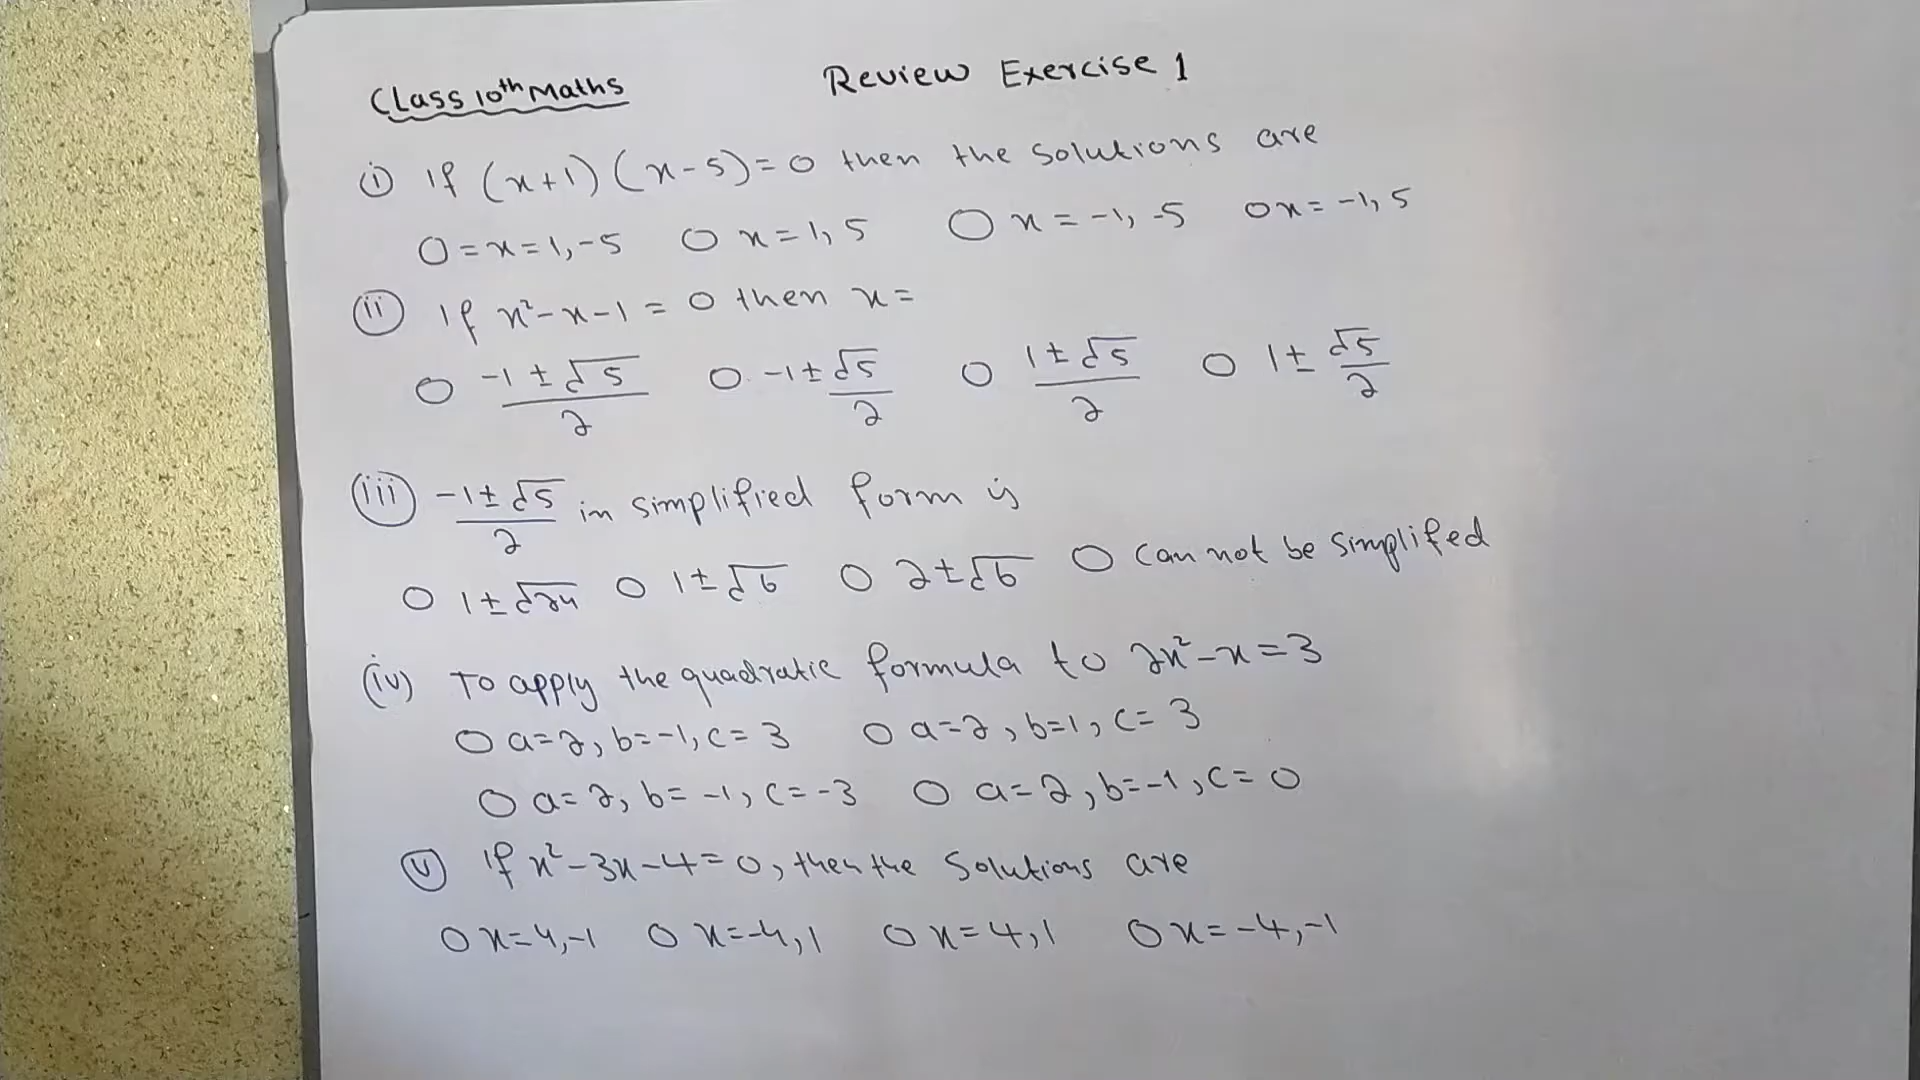 Class 10th Maths Review Exercise 1
(i) If (x+1)(x-5)=0 then the solutions are
O=x=1,-5 O x=1,5 O x=-1,-5 O x=-1,5
(ii) If x²-x-1=0 then x=
O (-1±√5)/2 O -1±√5/2 O (1±√5)/2 O 1±√5/2
(iii) (-1±√5)/2 in simplified form is
O 1±√24 O 1±√6 O 2±√6 O Can not be Simplifed
(iv) To apply the quadratic formula to 2x²-x=3
O a=2, b=-1, c=3 O a=2, b=1, c=3
O a=2, b=-1, c=-3 O a=2, b=-1, c=0
(v) If x²-3x-4=0, then the Solutions are
O x=4,-1 O x=-4,1 O x=4,1 O x=-4,-1